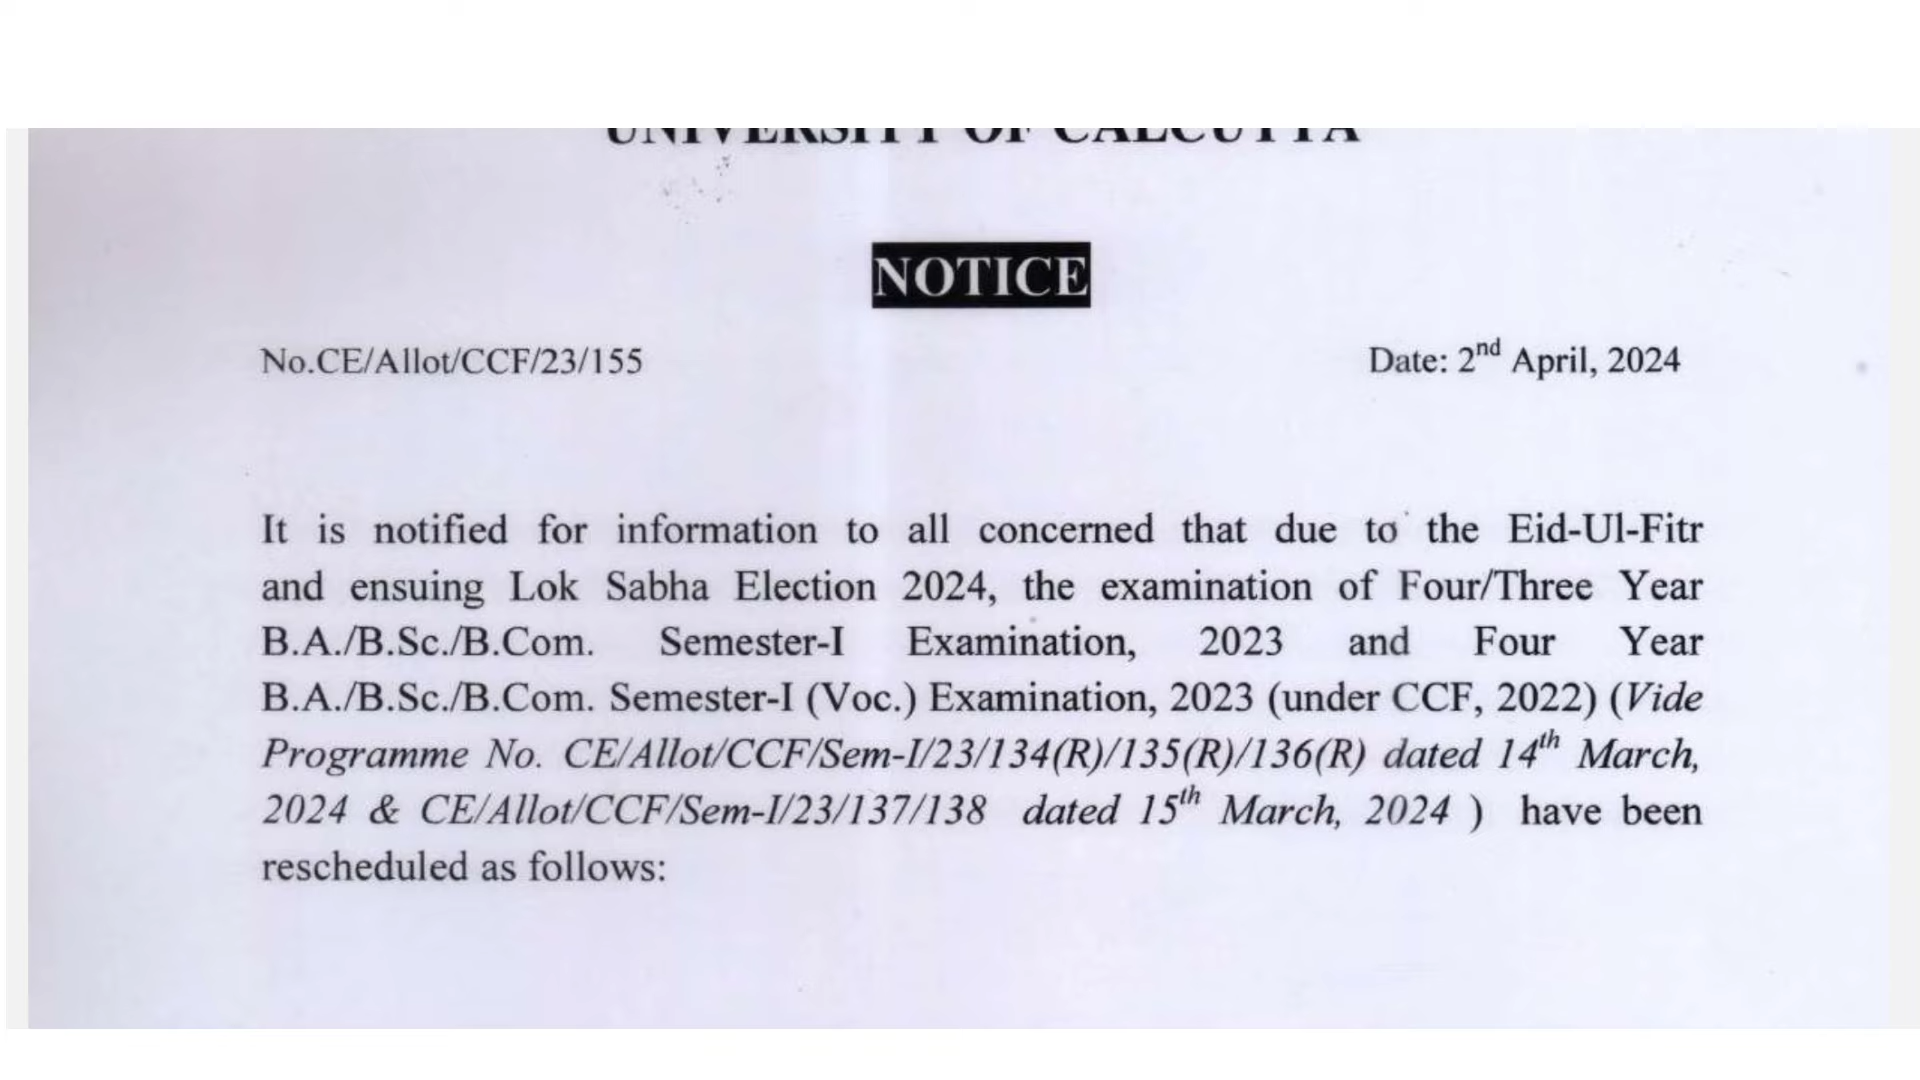 UNIVERSITY OF CALCUTTA
NOTICE
No.CE/Allot/CCF/23/155
Date: 2nd April, 2024
It is notified for information to all concerned that due to the Eid-Ul-Fitr
and ensuing Lok Sabha Election 2024, the examination of Four/Three Year
B.A./B.Sc./B.Com. Semester-I Examination, 2023 and Four Year
B.A./B.Sc./B.Com. Semester-I (Voc.) Examination, 2023 (under CCF, 2022) (Vide
Programme No. CE/Allot/CCF/Sem-I/23/134(R)/135(R)/136(R) dated 14th March,
2024 & CE/Allot/CCF/Sem-I/23/137/138 dated 15th March, 2024 ) have been
rescheduled as follows: